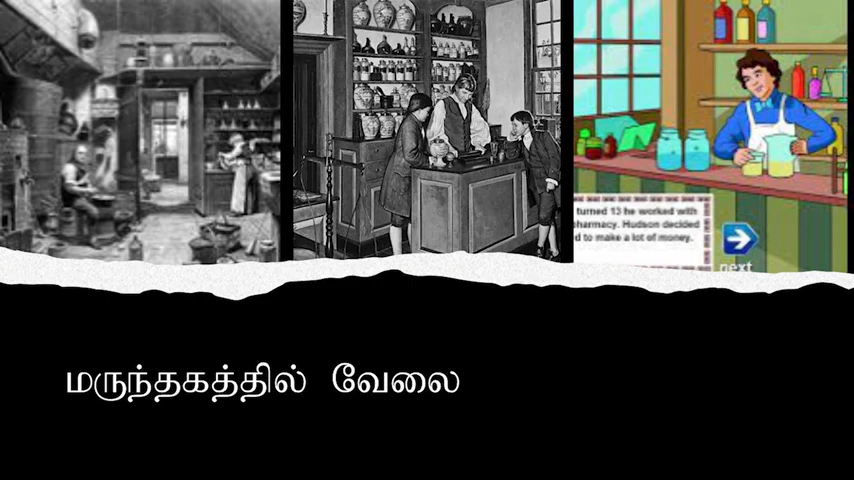 turned 13 he worked with
pharmacy. Hudson decided
d to make a lot of money.
next
மருந்தகத்தில் வேலை